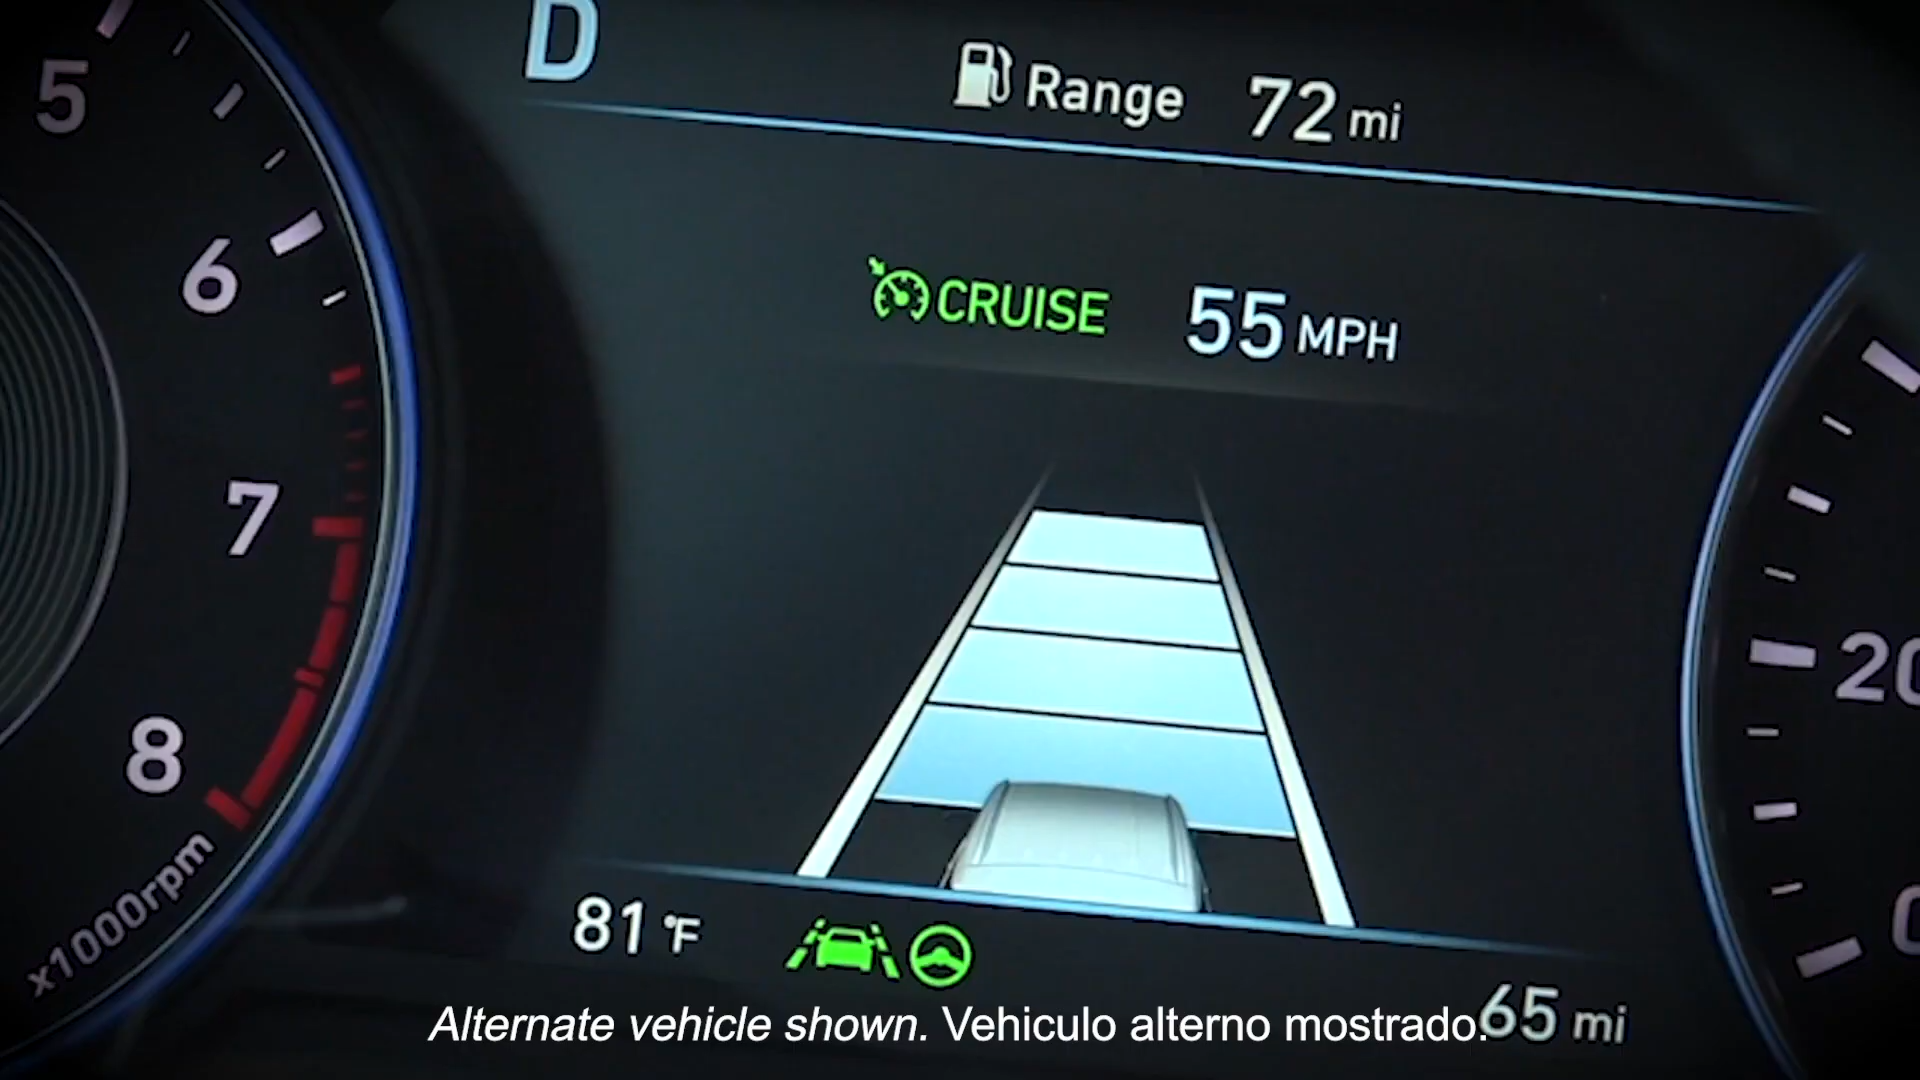 D
Range 72 mi
5
6
7
8
x1000rpm
CRUISE 55 MPH
20
0
81 °F
65 mi
Alternate vehicle shown. Vehiculo alterno mostrado.